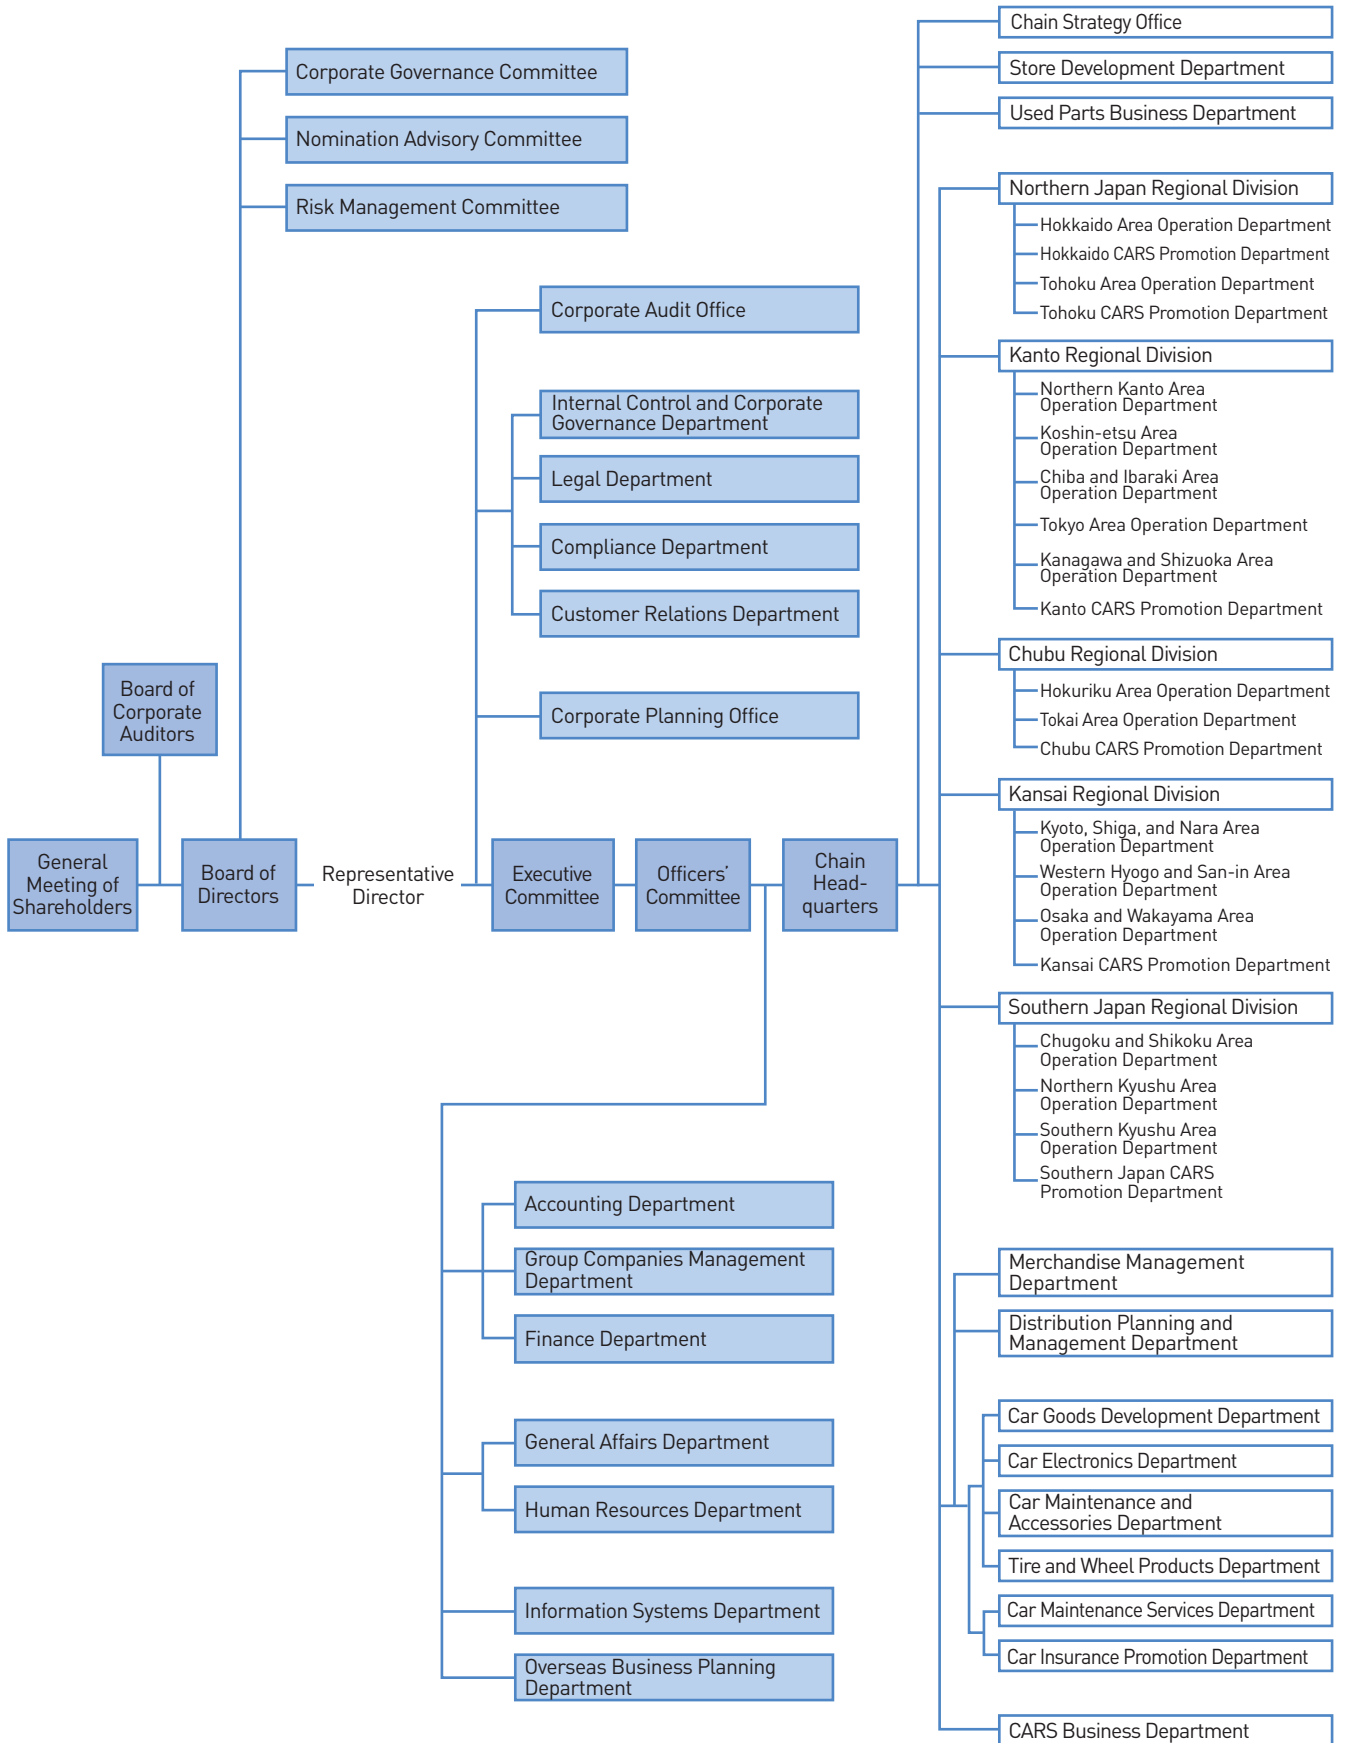 Corporate Governance Committee
Nomination Advisory Committee
Risk Management Committee
Corporate Audit Office
Internal Control and Corporate
Governance Department
Legal Department
Compliance Department
Customer Relations Department
Corporate Planning Office
Board of
Corporate
Auditors
General
Meeting of
Shareholders
Board of
Directors
Representative
Director
Executive
Committee
Officers'
Committee
Chain
Head-
quarters
Accounting Department
Group Companies Management
Department
Finance Department
General Affairs Department
Human Resources Department
Information Systems Department
Overseas Business Planning
Department
Chain Strategy Office
Store Development Department
Used Parts Business Department
Northern Japan Regional Division
Hokkaido Area Operation Department
Hokkaido CARS Promotion Department
Tohoku Area Operation Department
Tohoku CARS Promotion Department
Kanto Regional Division
Northern Kanto Area
Operation Department
Koshin-etsu Area
Operation Department
Chiba and Ibaraki Area
Operation Department
Tokyo Area Operation Department
Kanagawa and Shizuoka Area
Operation Department
Kanto CARS Promotion Department
Chubu Regional Division
Hokuriku Area Operation Department
Tokai Area Operation Department
Chubu CARS Promotion Department
Kansai Regional Division
Kyoto, Shiga, and Nara Area
Operation Department
Western Hyogo and San-in Area
Operation Department
Osaka and Wakayama Area
Operation Department
Kansai CARS Promotion Department
Southern Japan Regional Division
Chugoku and Shikoku Area
Operation Department
Northern Kyushu Area
Operation Department
Southern Kyushu Area
Operation Department
Southern Japan CARS
Promotion Department
Merchandise Management
Department
Distribution Planning and
Management Department
Car Goods Development Department
Car Electronics Department
Car Maintenance and
Accessories Department
Tire and Wheel Products Department
Car Maintenance Services Department
Car Insurance Promotion Department
CARS Business Department